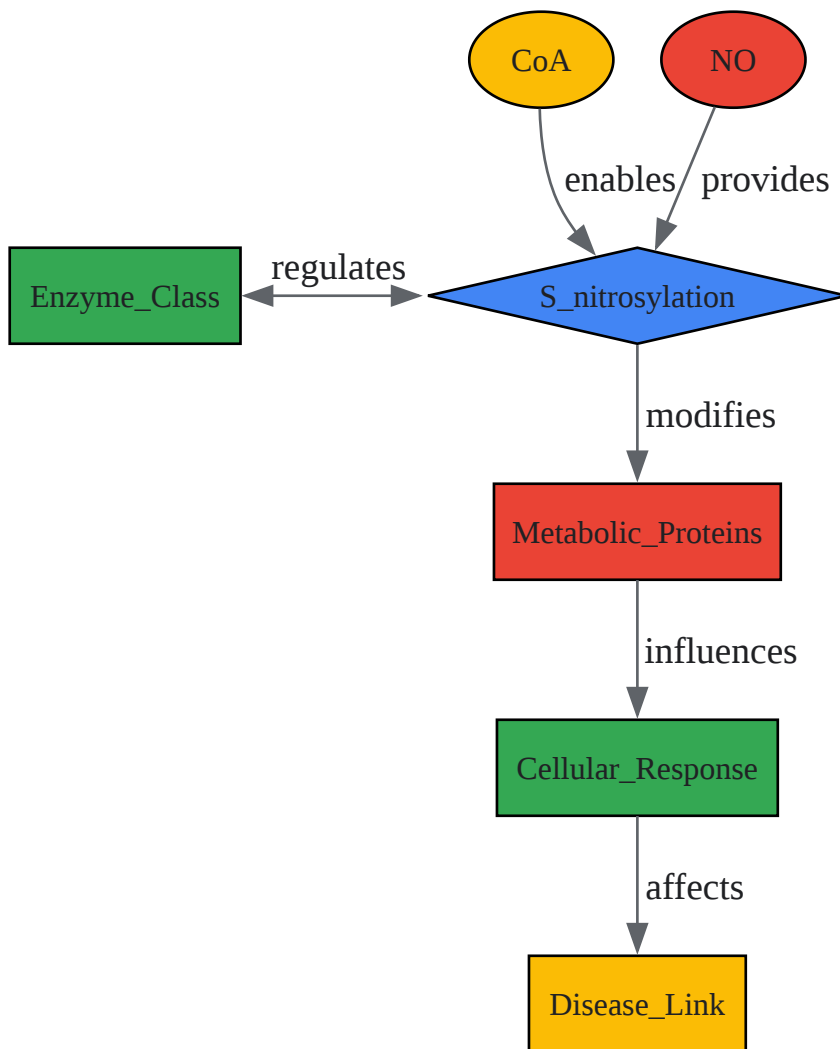 CoA
NO
enables
provides
regulates
Enzyme_Class
S_nitrosylation
modifies
Metabolic_Proteins
influences
Cellular_Response
affects
Disease_Link